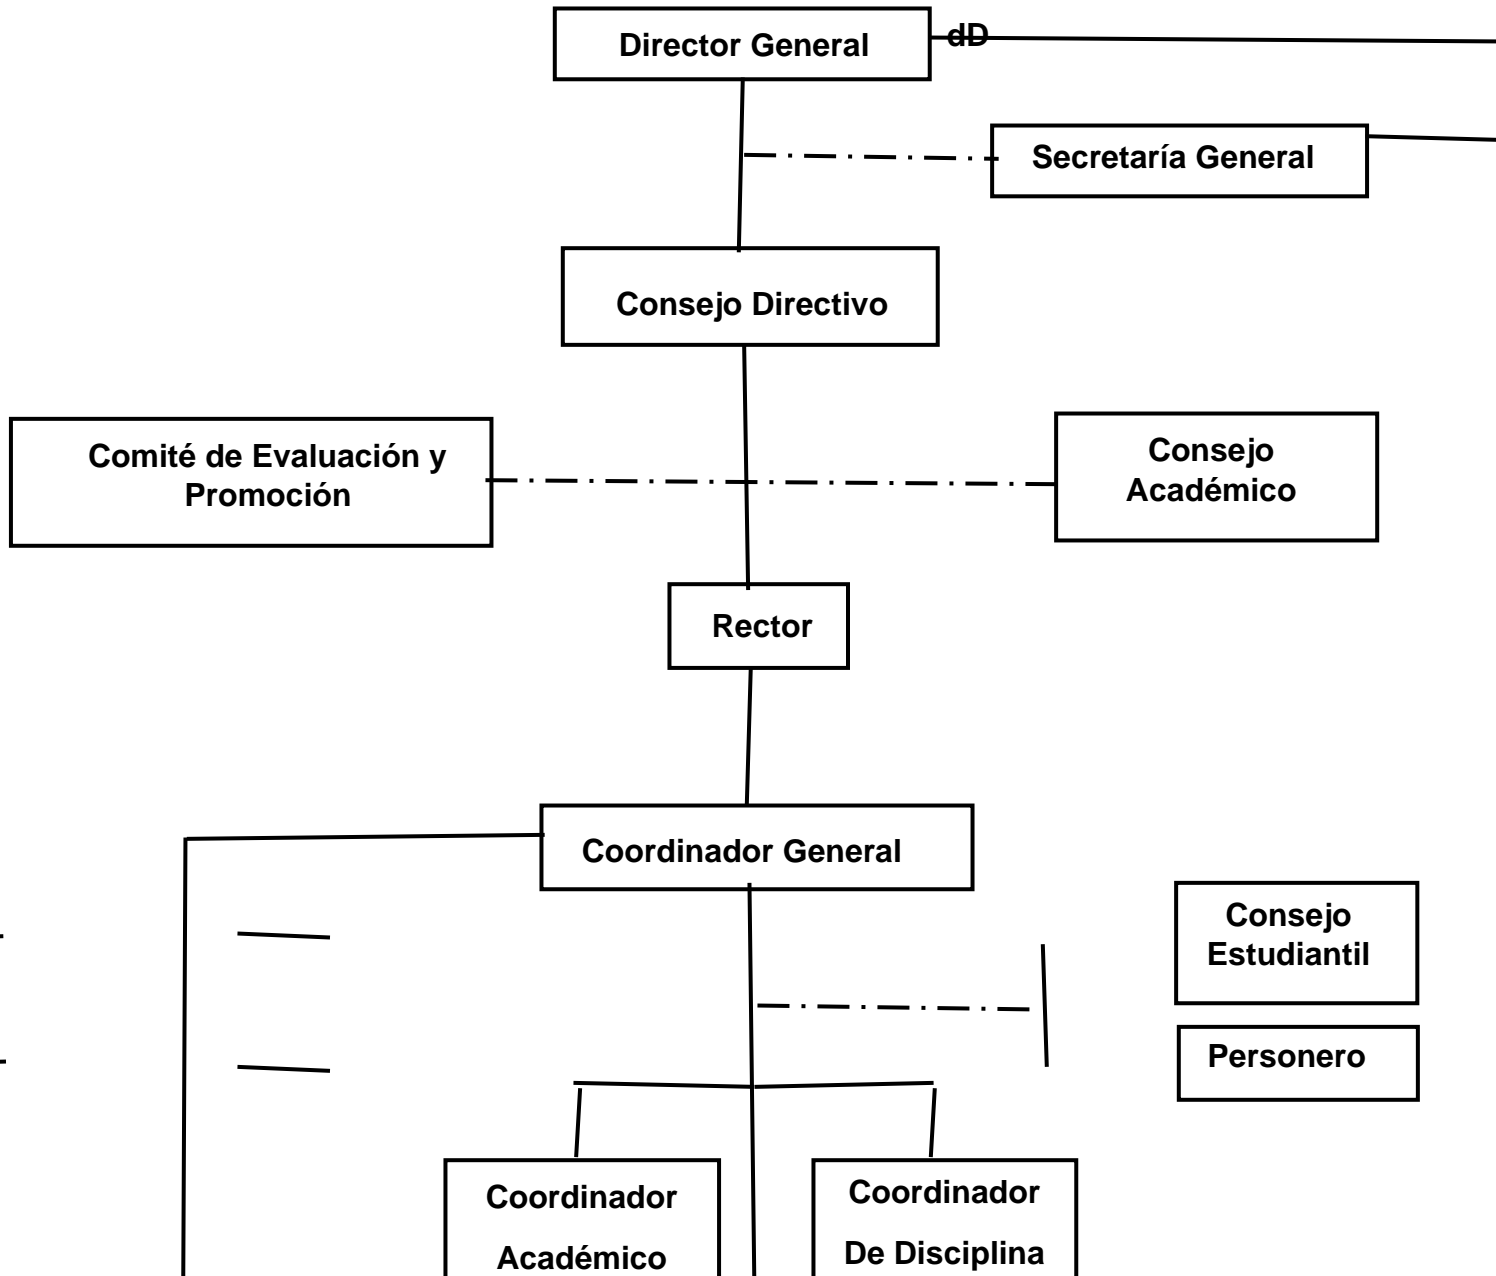 Director General
dD
Secretaría General
Consejo Directivo
Comité de Evaluación y
Promoción
Consejo
Académico
Rector
Coordinador General
Consejo
Estudiantil
Personero
Coordinador
Académico
Coordinador
De Disciplina